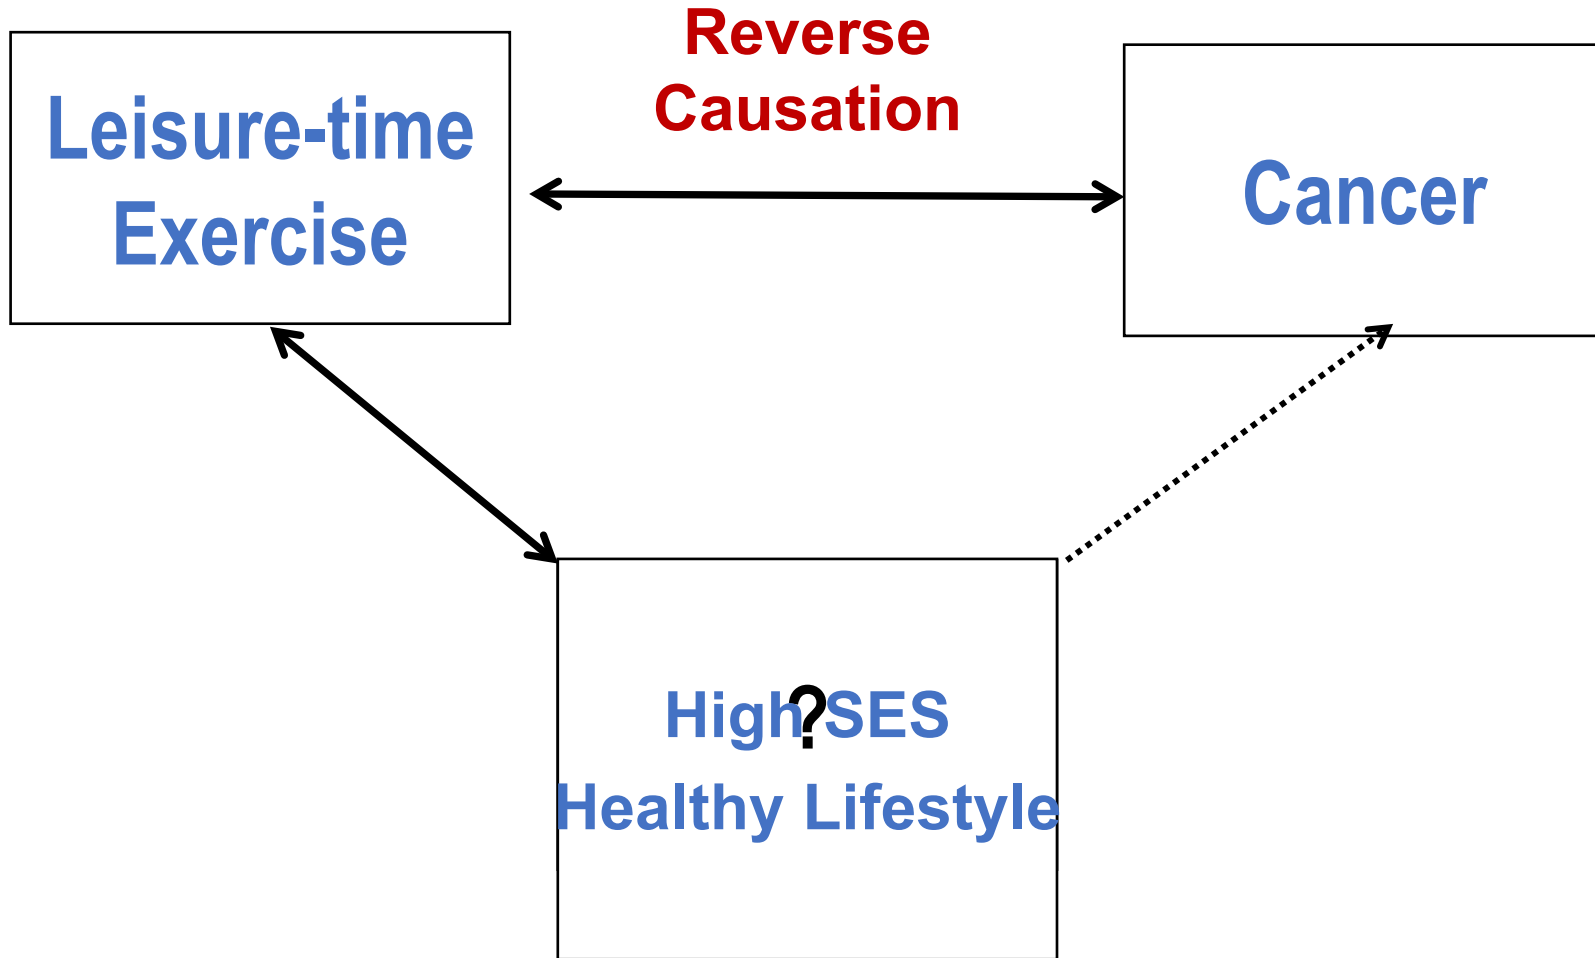 Reverse
Causation
Leisure-time
Exercise
Cancer
High?SES
Healthy Lifestyle